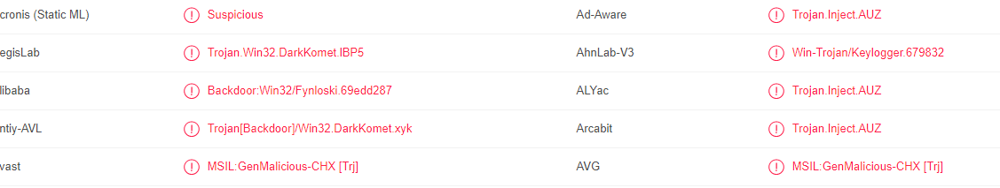 cronis (Static ML) Suspicious Ad-Aware Trojan.Inject.AUZ
egisLab Trojan.Win32.DarkKomet.IBP5 AhnLab-V3 Win-Trojan/Keylogger.679832
libaba Backdoor:Win32/Fynloski.69edd287 ALYac Trojan.Inject.AUZ
ntiy-AVL Trojan[Backdoor]/Win32.DarkKomet.xyk Arcabit Trojan.Inject.AUZ
vast MSIL:GenMalicious-CHX [Trj] AVG MSIL:GenMalicious-CHX [Trj]